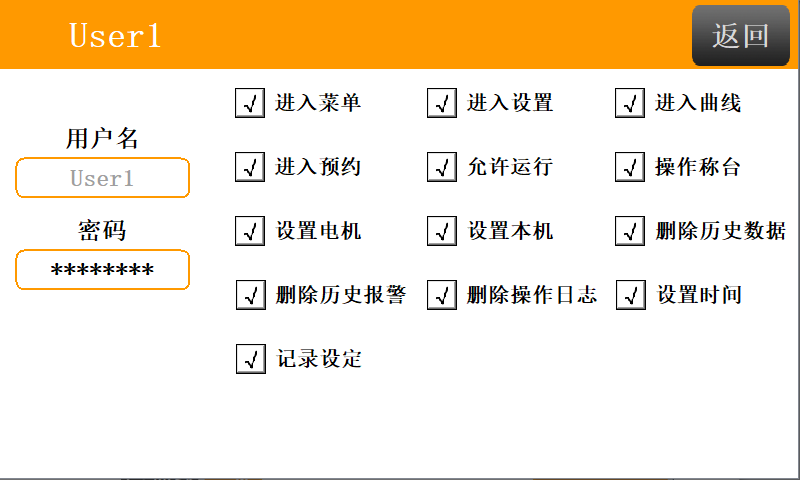 User1 返回
用户名
User1
密码
********
进入菜单 进入设置 进入曲线
进入预约 允许运行 操作称台
设置电机 设置本机 删除历史数据
删除历史报警 删除操作日志 设置时间
记录设定